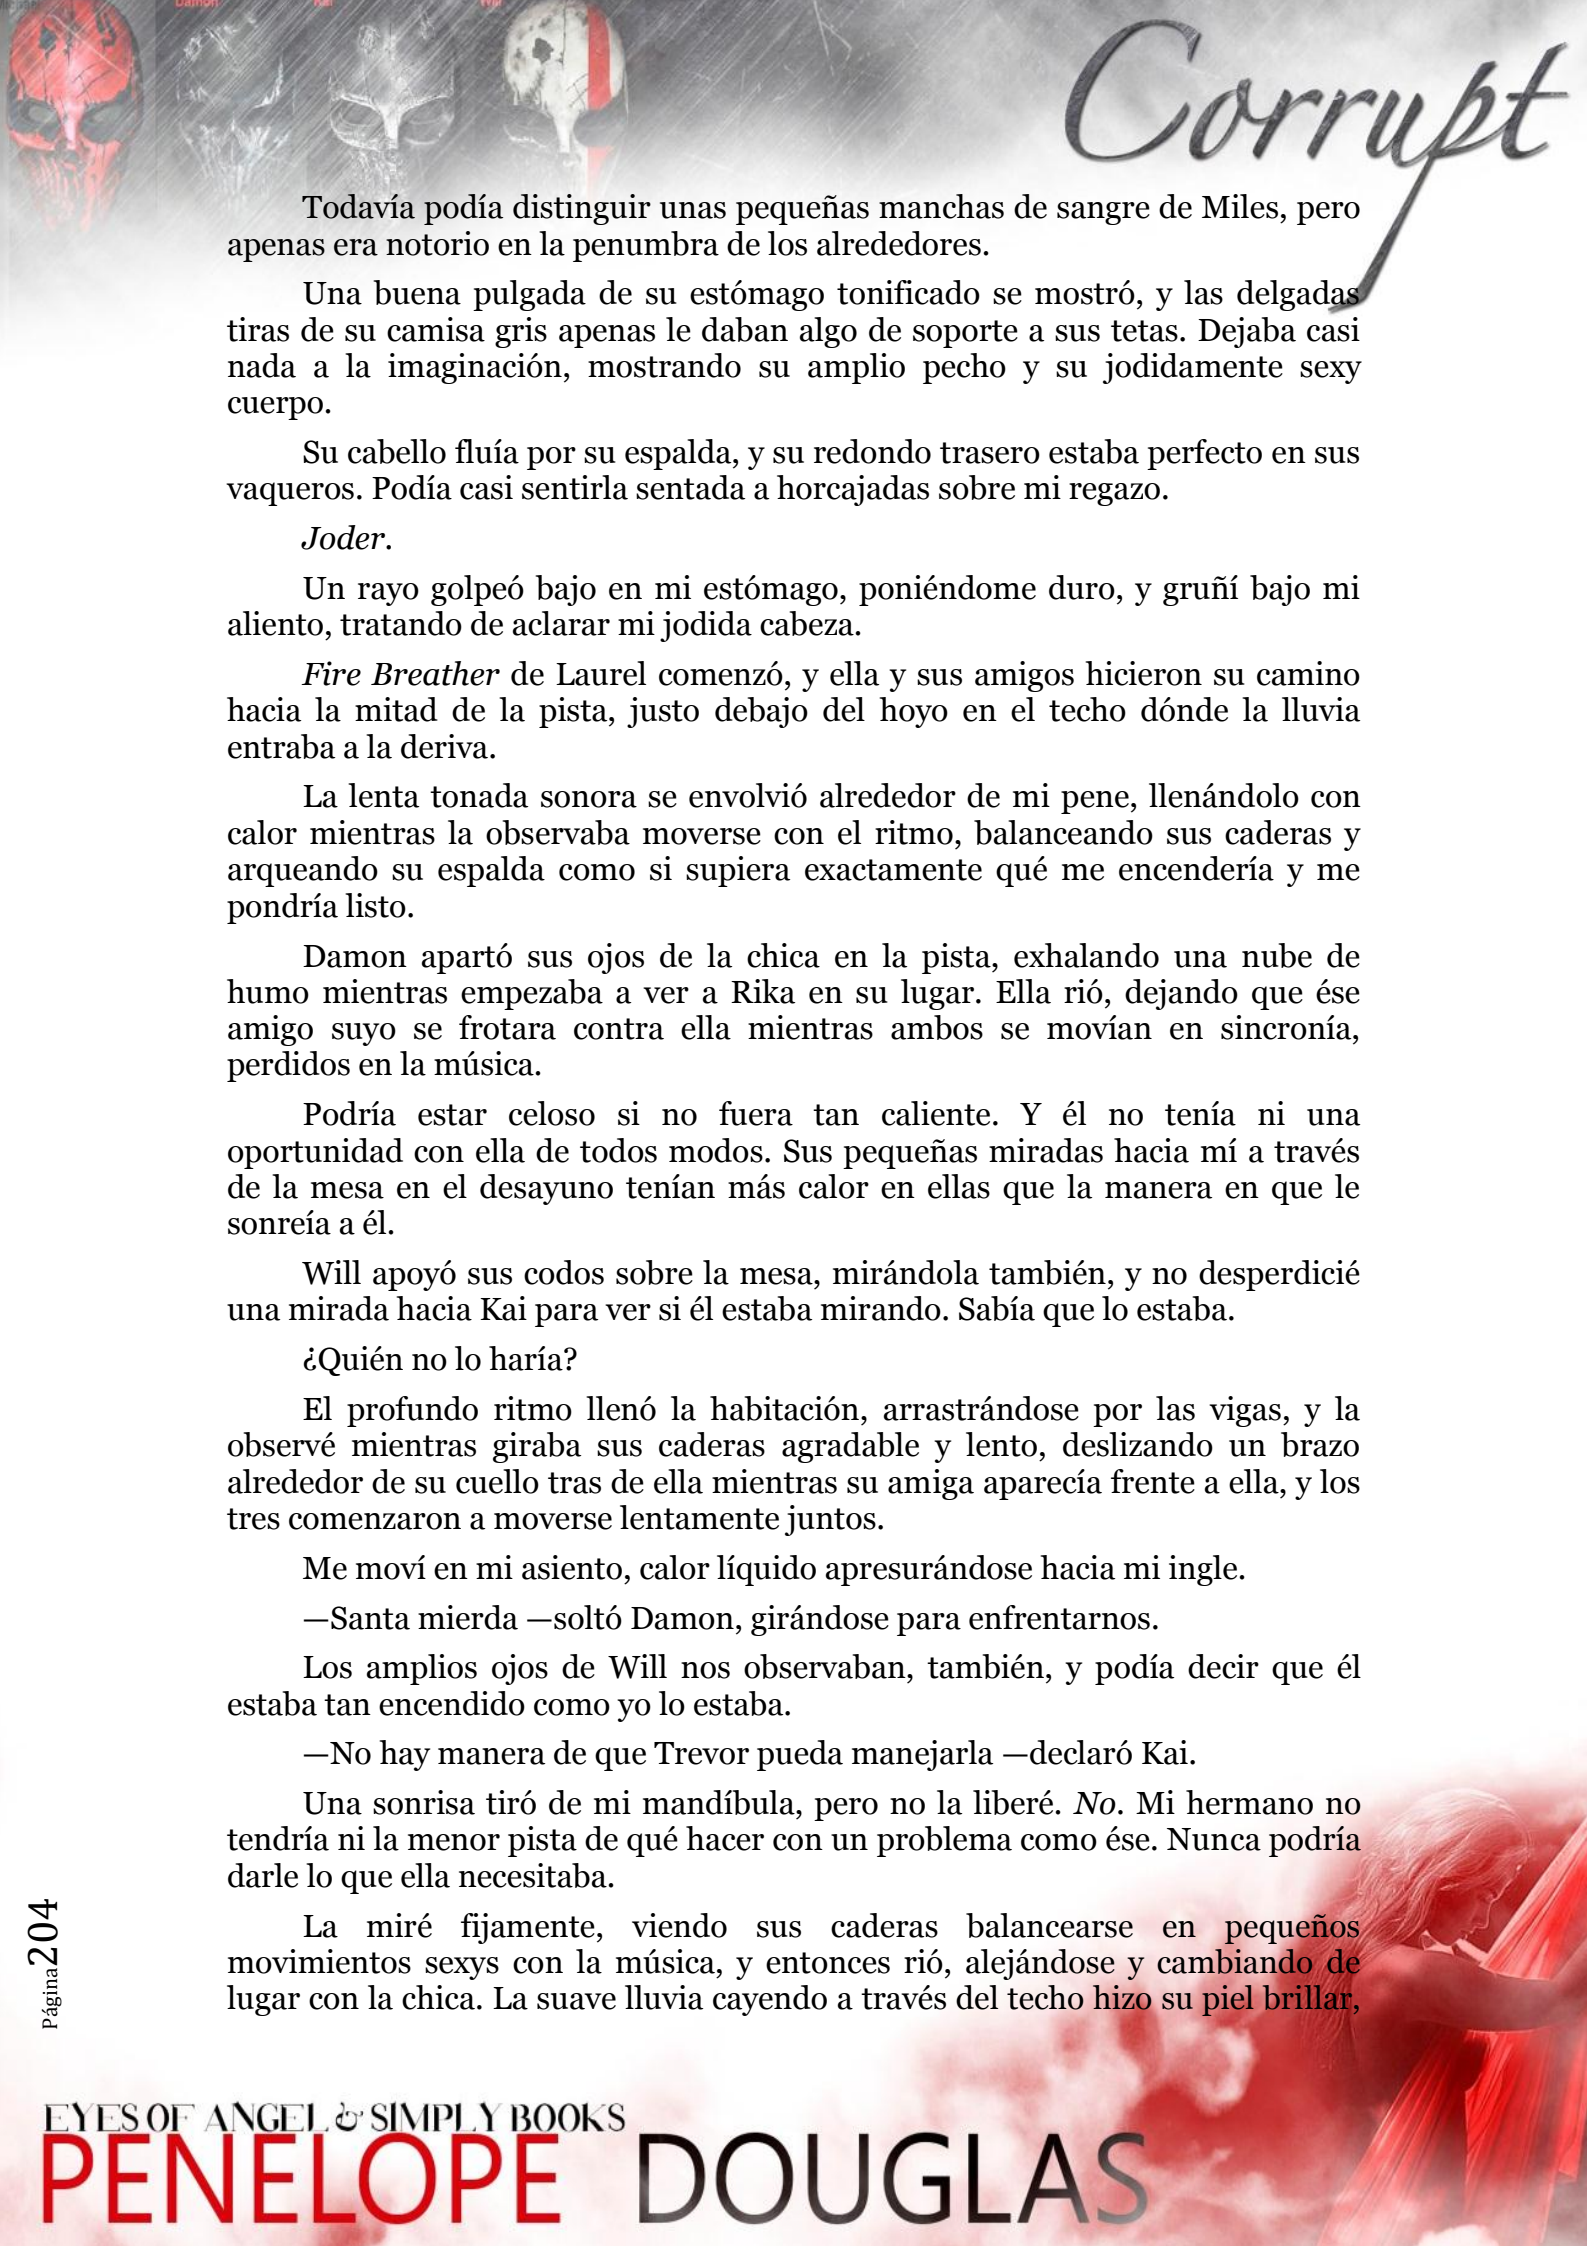 Damon
Kai
Will
Corrupt
Todavía podía distinguir unas pequeñas manchas de sangre de Miles, pero
apenas era notorio en la penumbra de los alrededores.
Una buena pulgada de su estómago tonificado se mostró, y las delgadas
tiras de su camisa gris apenas le daban algo de soporte a sus tetas. Dejaba casi
nada a la imaginación, mostrando su amplio pecho y su jodidamente sexy
cuerpo.
Su cabello fluía por su espalda, y su redondo trasero estaba perfecto en sus
vaqueros. Podía casi sentirla sentada a horcajadas sobre mi regazo.
Joder.
Un rayo golpeó bajo en mi estómago, poniéndome duro, y gruñí bajo mi
aliento, tratando de aclarar mi jodida cabeza.
Fire Breather de Laurel comenzó, y ella y sus amigos hicieron su camino
hacia la mitad de la pista, justo debajo del hoyo en el techo dónde la lluvia
entraba a la deriva.
La lenta tonada sonora se envolvió alrededor de mi pene, llenándolo con
calor mientras la observaba moverse con el ritmo, balanceando sus caderas y
arqueando su espalda como si supiera exactamente qué me encendería y me
pondría listo.
Damon apartó sus ojos de la chica en la pista, exhalando una nube de
humo mientras empezaba a ver a Rika en su lugar. Ella rió, dejando que ése
amigo suyo se frotara contra ella mientras ambos se movían en sincronía,
perdidos en la música.
Podría estar celoso si no fuera tan caliente. Y él no tenía ni una
oportunidad con ella de todos modos. Sus pequeñas miradas hacia mí a través
de la mesa en el desayuno tenían más calor en ellas que la manera en que le
sonreía a él.
Will apoyó sus codos sobre la mesa, mirándola también, y no desperdicié
una mirada hacia Kai para ver si él estaba mirando. Sabía que lo estaba.
¿Quién no lo haría?
El profundo ritmo llenó la habitación, arrastrándose por las vigas, y la
observé mientras giraba sus caderas agradable y lento, deslizando un brazo
alrededor de su cuello tras de ella mientras su amiga aparecía frente a ella, y los
tres comenzaron a moverse lentamente juntos.
Me moví en mi asiento, calor líquido apresurándose hacia mi ingle.
—Santa mierda —soltó Damon, girándose para enfrentarnos.
Los amplios ojos de Will nos observaban, también, y podía decir que él
estaba tan encendido como yo lo estaba.
—No hay manera de que Trevor pueda manejarla —declaró Kai.
Una sonrisa tiró de mi mandíbula, pero no la liberé. No. Mi hermano no
tendría ni la menor pista de qué hacer con un problema como ése. Nunca podría
darle lo que ella necesitaba.
La miré fijamente, viendo sus caderas balancearse en pequeños
movimientos sexys con la música, y entonces rió, alejándose y cambiando de
lugar con la chica. La suave lluvia cayendo a través del techo hizo su piel brillar,
Página204
EYES OF ANGEL & SIMPLY BOOKS
PENELOPE DOUGLAS